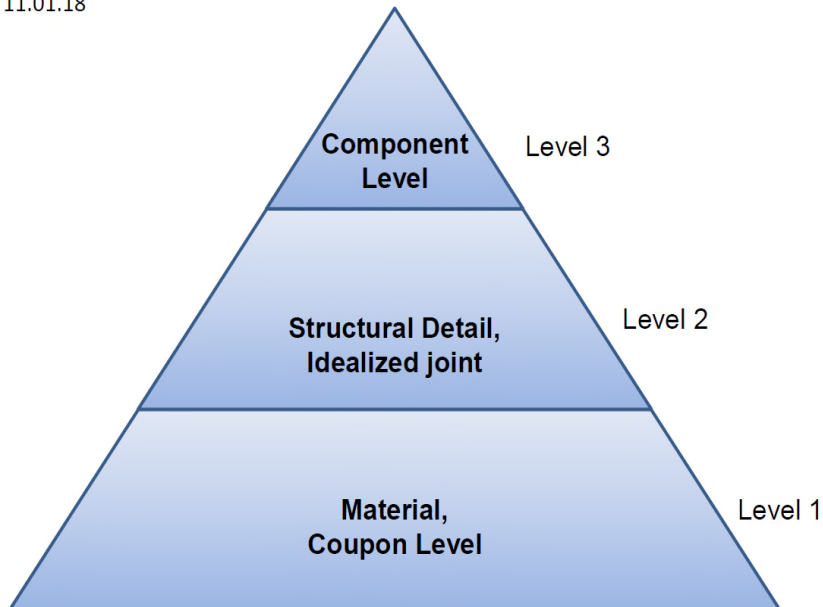 11.01.18
Component
Level
Level 3
Structural Detail,
Idealized joint
Level 2
Material,
Coupon Level
Level 1